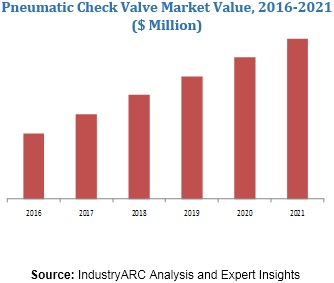 Pneumatic Check Valve Market Value, 2016-2021
($ Million)
2016 2017 2018 2019 2020 2021
Source: IndustryARC Analysis and Expert Insights